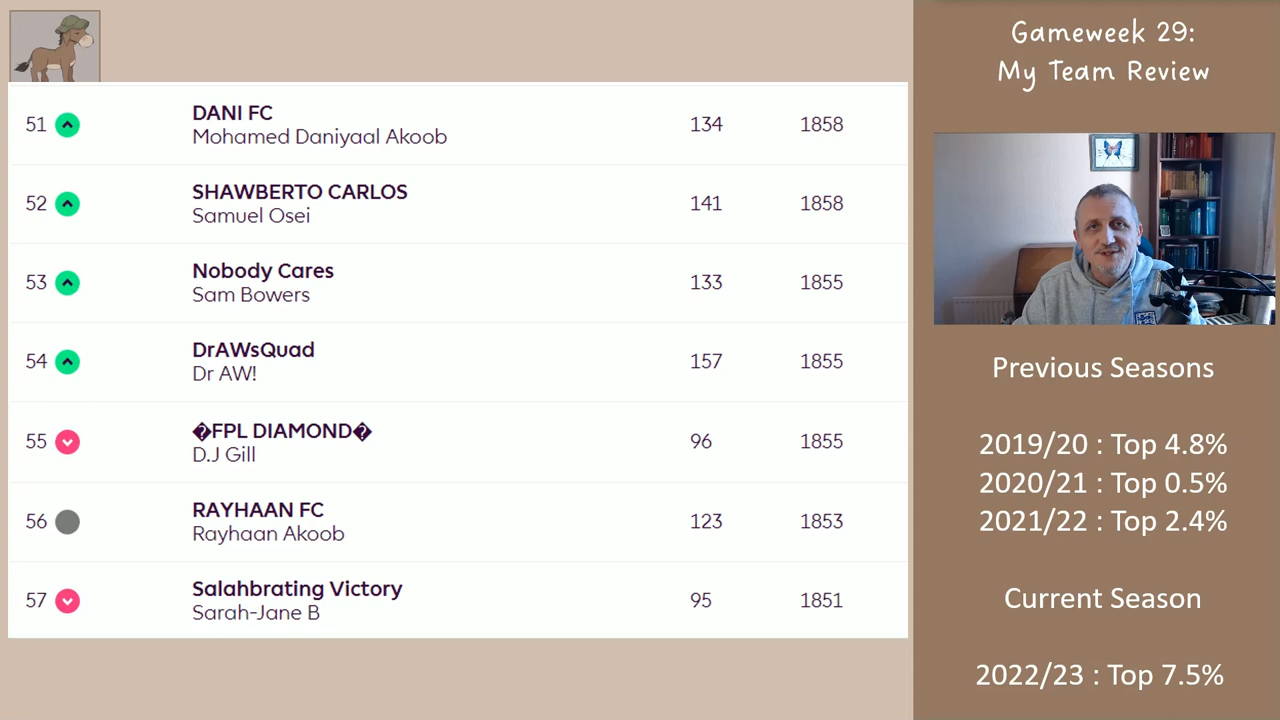 51 DANI FC 134 1858
Mohamed Daniyaal Akoob
52 SHAWBERTO CARLOS 141 1858
Samuel Osei
53 Nobody Cares 133 1855
Sam Bowers
54 DrAWsQuad 157 1855
Dr AW!
55 �FPL DIAMOND� 96 1855
D.J Gill
56 RAYHAAN FC 123 1853
Rayhaan Akoob
57 Salahbrating Victory 95 1851
Sarah-Jane B
Gameweek 29:
My Team Review
Previous Seasons
2019/20 : Top 4.8%
2020/21 : Top 0.5%
2021/22 : Top 2.4%
Current Season
2022/23 : Top 7.5%